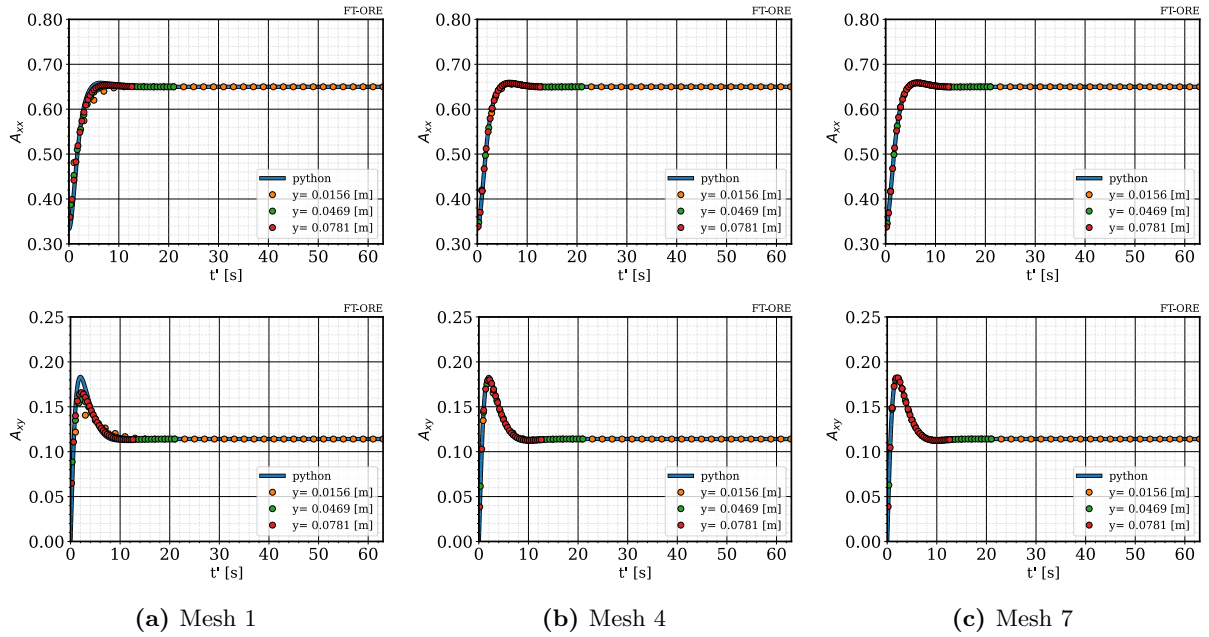 FT-ORE
FT-ORE
FT-ORE
0.80
0.70
0.60
0.50
0.40
0.30
A_xx
python
y= 0.0156 [m]
y= 0.0469 [m]
y= 0.0781 [m]
0 10 20 30 40 50 60
t' [s]
0.80
0.70
0.60
0.50
0.40
0.30
A_xx
python
y= 0.0156 [m]
y= 0.0469 [m]
y= 0.0781 [m]
0 10 20 30 40 50 60
t' [s]
0.80
0.70
0.60
0.50
0.40
0.30
A_xx
python
y= 0.0156 [m]
y= 0.0469 [m]
y= 0.0781 [m]
0 10 20 30 40 50 60
t' [s]
FT-ORE
FT-ORE
FT-ORE
0.25
0.20
0.15
0.10
0.05
0.00
A_xy
python
y= 0.0156 [m]
y= 0.0469 [m]
y= 0.0781 [m]
0 10 20 30 40 50 60
t' [s]
0.25
0.20
0.15
0.10
0.05
0.00
A_xy
python
y= 0.0156 [m]
y= 0.0469 [m]
y= 0.0781 [m]
0 10 20 30 40 50 60
t' [s]
0.25
0.20
0.15
0.10
0.05
0.00
A_xy
python
y= 0.0156 [m]
y= 0.0469 [m]
y= 0.0781 [m]
0 10 20 30 40 50 60
t' [s]
(a) Mesh 1
(b) Mesh 4
(c) Mesh 7